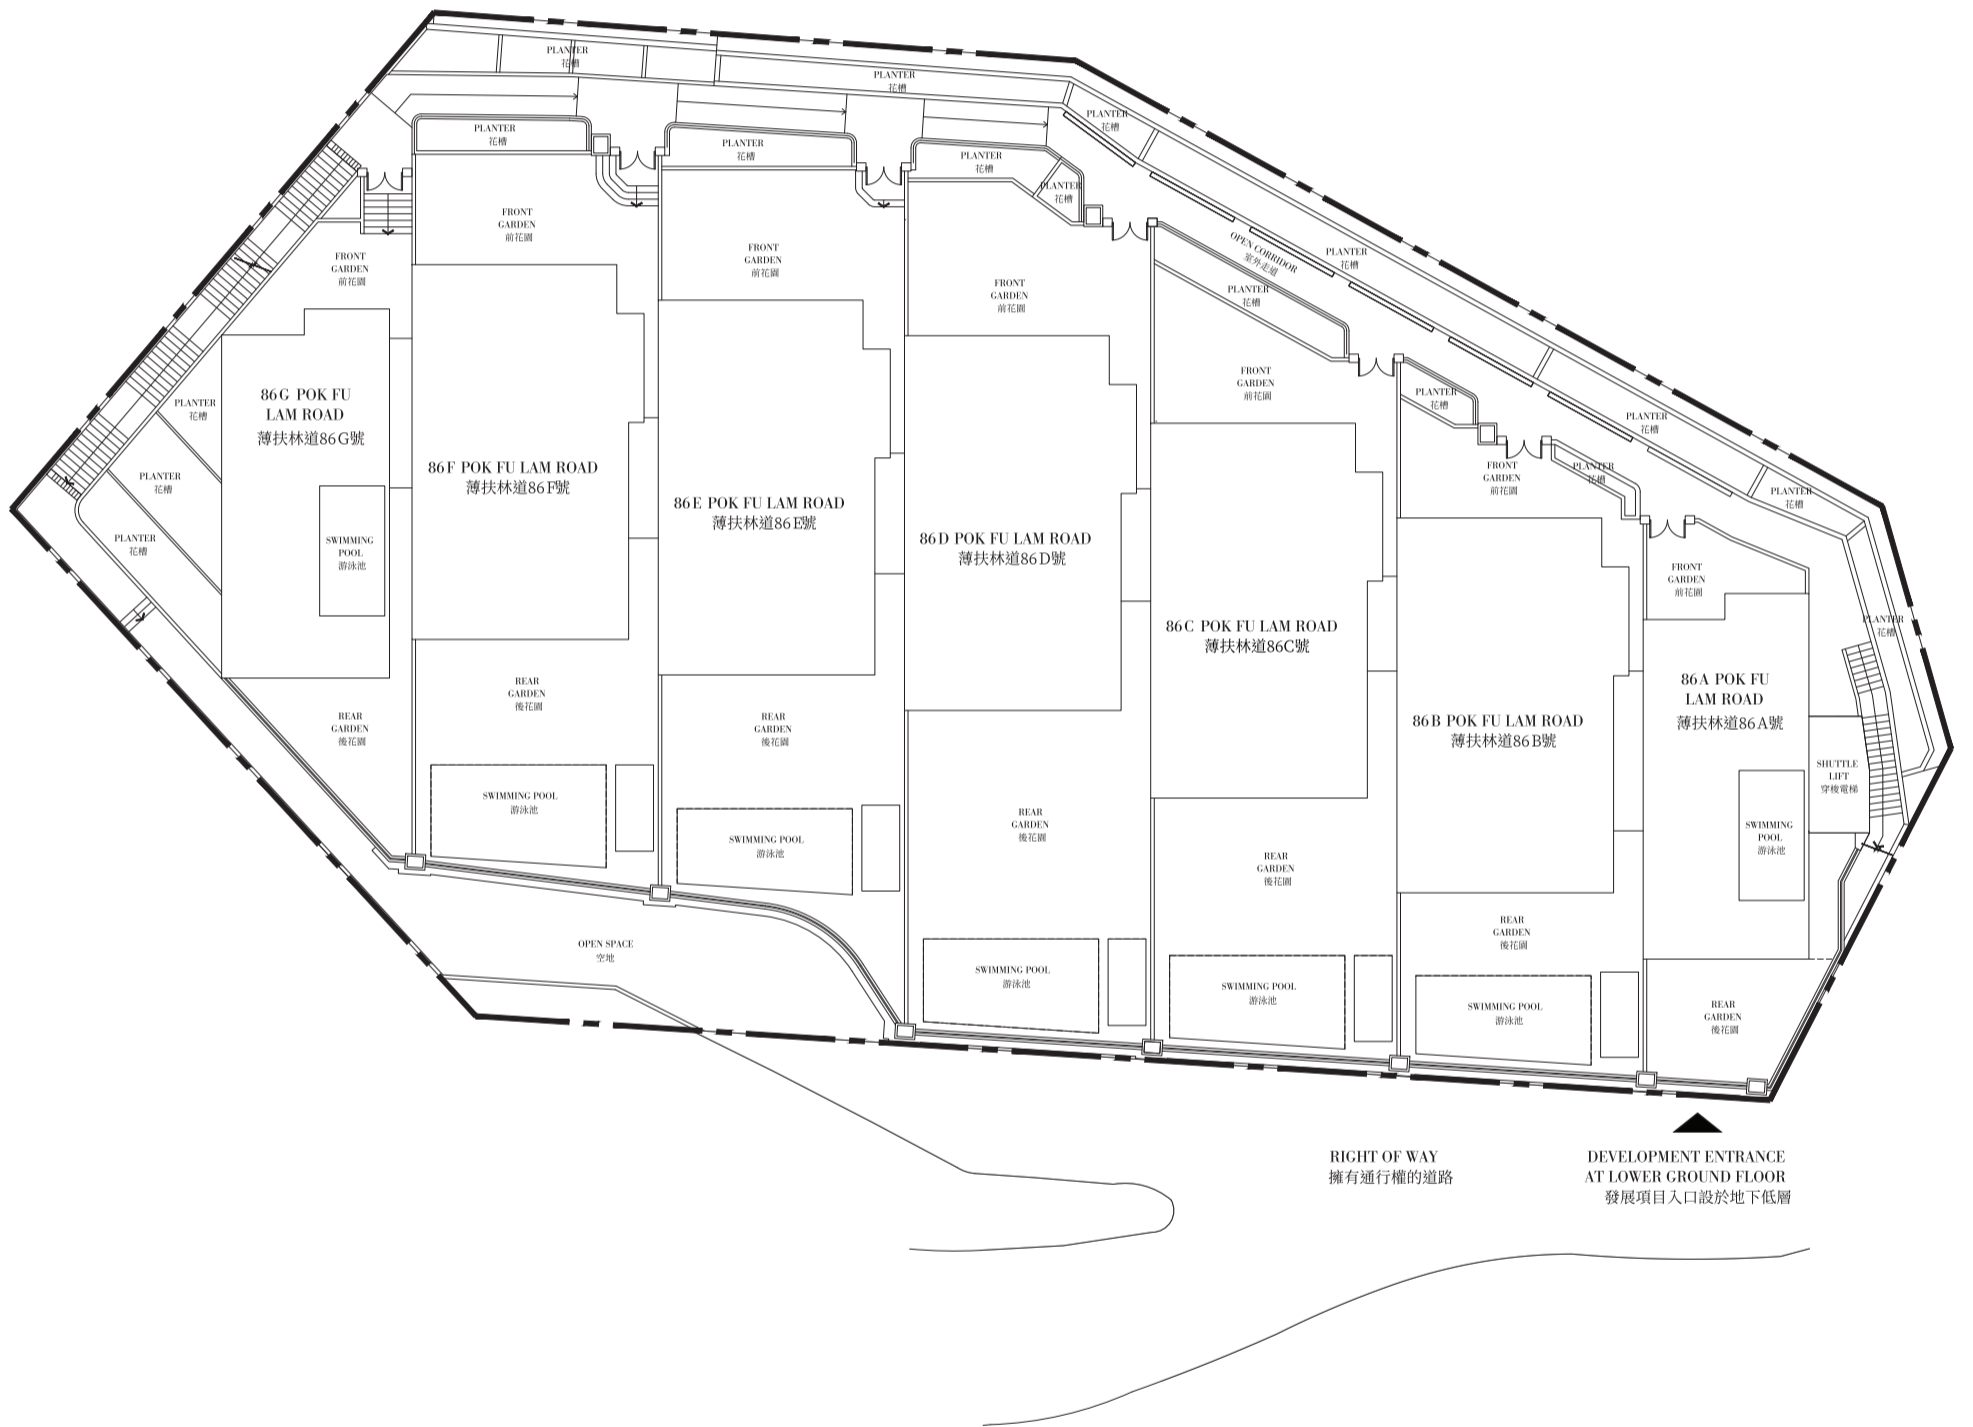 PLANTER
花槽
PLANTER
花槽
PLANTER
花槽
PLANTER
花槽
PLANTER
花槽
PLANTER
花槽
PLANTER
花槽
FRONT
GARDEN
前花園
FRONT
GARDEN
前花園
FRONT
GARDEN
前花園
FRONT
GARDEN
前花園
OPEN CORRIDOR
室外走道
PLANTER
花槽
PLANTER
花槽
FRONT
GARDEN
前花園
PLANTER
花槽
PLANTER
花槽
PLANTER
花槽
FRONT
GARDEN
前花園
PLANTER
花槽
PLANTER
花槽
86G POK FU
LAM ROAD
薄扶林道86G號
86F POK FU LAM ROAD
薄扶林道86F號
86E POK FU LAM ROAD
薄扶林道86E號
86D POK FU LAM ROAD
薄扶林道86D號
PLANTER
花槽
PLANTER
花槽
SWIMMING
POOL
游泳池
FRONT
GARDEN
前花園
PLANTER
花槽
86C POK FU LAM ROAD
薄扶林道86C號
86B POK FU LAM ROAD
薄扶林道86B號
86A POK FU
LAM ROAD
薄扶林道86A號
REAR
GARDEN
後花園
REAR
GARDEN
後花園
REAR
GARDEN
後花園
SHUTTLE
LIFT
穿梭電梯
SWIMMING POOL
游泳池
SWIMMING POOL
游泳池
REAR
GARDEN
後花園
SWIMMING
POOL
游泳池
REAR
GARDEN
後花園
REAR
GARDEN
後花園
OPEN SPACE
空地
SWIMMING POOL
游泳池
SWIMMING POOL
游泳池
SWIMMING POOL
游泳池
REAR
GARDEN
後花園
RIGHT OF WAY
擁有通行權的道路
DEVELOPMENT ENTRANCE
AT LOWER GROUND FLOOR
發展項目入口設於地下低層